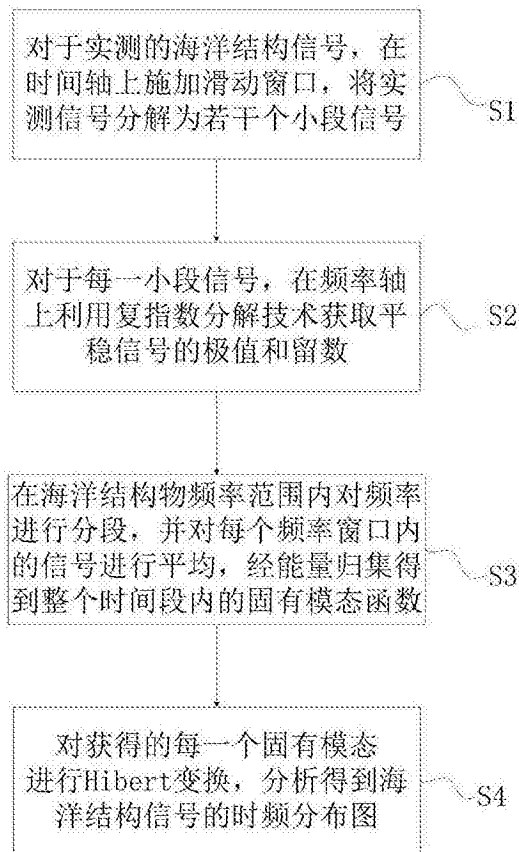 对于实测的海洋结构信号，在
时间轴上施加滑动窗口，将实
测信号分解为若干个小段信号
S1
对于每一小段信号，在频率轴
上利用复指数分解技术获取平
稳信号的极值和留数
S2
在海洋结构物频率范围内对频率
进行分段，并对每个频率窗口内
的信号进行平均，经能量归集得
到整个时间段内的固有模态函数
S3
对获得的每一个固有模态
进行Hibert变换，分析得到海
洋结构信号的时频分布图
S4